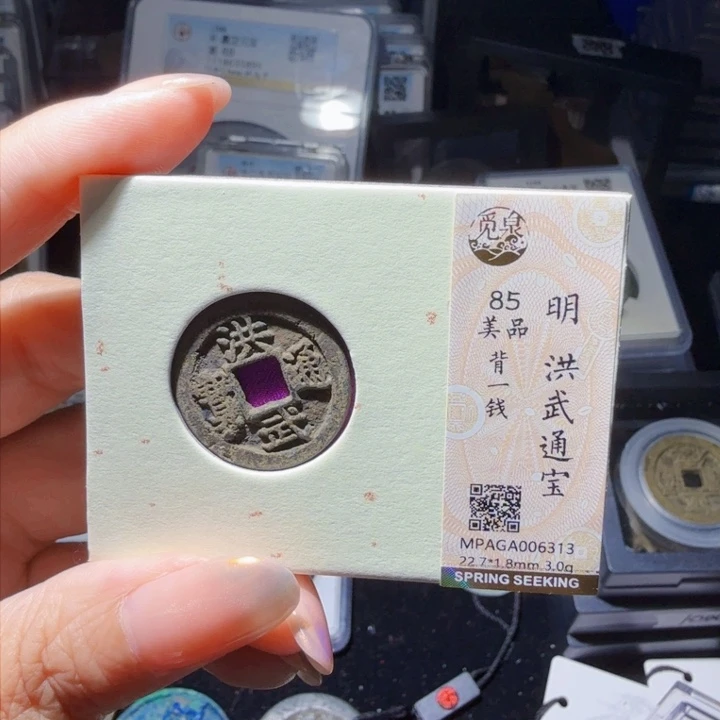 洪武通寳
觅泉
85
美品
背一钱
明 洪武通宝
MPAGA006313
22.7*1.8mm 3.0g
SPRING SEEKING